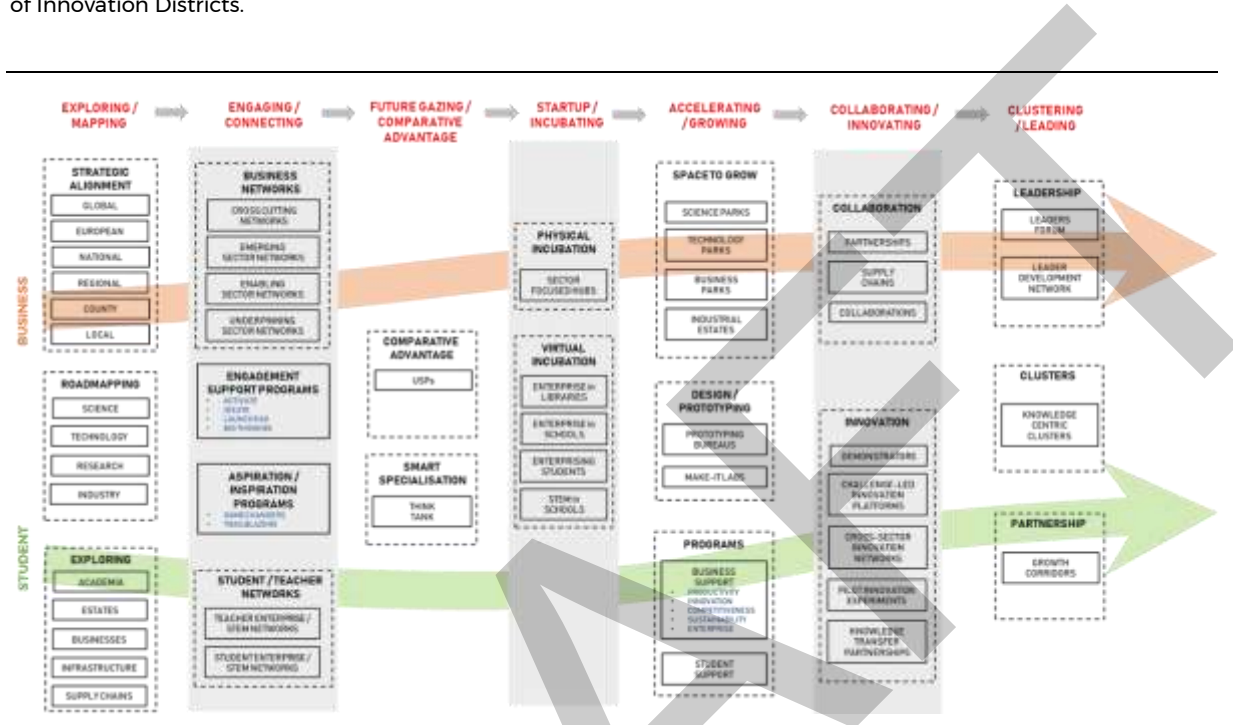 of Innovation Districts.
EXPLORING /
MAPPING
ENGAGING /
CONNECTING
FUTURE GAZING /
COMPARATIVE
ADVANTAGE
STARTUP /
INCUBATING
ACCELERATING
/GROWING
COLLABORATING /
INNOVATING
CLUSTERING
/LEADING
BUSINESS
STUDENT
STRATEGIC
ALIGNMENT
GLOBAL
EUROPEAN
NATIONAL
REGIONAL
COUNTY
LOCAL
ROADMAPPING
SCIENCE
TECHNOLOGY
RESEARCH
INDUSTRY
EXPLORING
ACADEMIA
ESTATES
BUSINESSES
INFRASTRUCTURE
SUPPLY CHAINS
BUSINESS
NETWORKS
CROSS CUTTING
NETWORKS
EMERGING
SECTOR NETWORKS
ENABLING
SECTOR NETWORKS
UNDERPINNING
SECTOR NETWORKS
ENGAGEMENT
SUPPORT PROGRAMS
ACTIVATE
ASPIRATION /
INSPIRATION
PROGRAMS
GAMECHANGERS
TRAILBLAZING
STUDENT / TEACHER
NETWORKS
TEACHER ENTERPRISE /
STEM NETWORKS
STUDENT ENTERPRISE /
STEM NETWORKS
COMPARATIVE
ADVANTAGE
USPs
SMART
SPECIALISATION
THINK
TANK
PHYSICAL
INCUBATION
SECTOR
FOCUSED HUBS
VIRTUAL
INCUBATION
ENTERPRISE in
LIBRARIES
ENTERPRISE in
SCHOOLS
ENTERPRISING
STUDENTS
STEM in
SCHOOLS
SPACE TO GROW
SCIENCE PARKS
TECHNOLOGY
PARKS
BUSINESS
PARKS
INDUSTRIAL
ESTATES
DESIGN /
PROTOTYPING
PROTOTYPING
BUREAUS
MAKE-IT LABS
PROGRAMS
BUSINESS
SUPPORT
PRODUCTIVITY
INNOVATION
COMPETITIVENESS
SUSTAINABILITY
ENTERPRISE
STUDENT
SUPPORT
COLLABORATION
PARTNERSHIPS
SUPPLY
CHAINS
COLLABORATIONS
INNOVATION
DEMONSTRATORS
CHALLENGE-LED
INNOVATION
PLATFORMS
CROSS-SECTOR
INNOVATION
NETWORKS
EXPERIMENTS
KNOWLEDGE
TRANSFER
PARTNERSHIPS
LEADERSHIP
LEADERS
FORUM
LEADER
DEVELOPMENT
NETWORK
CLUSTERS
KNOWLEDGE
CENTRIC
CLUSTERS
PARTNERSHIP
GROWTH
CORRIDORS